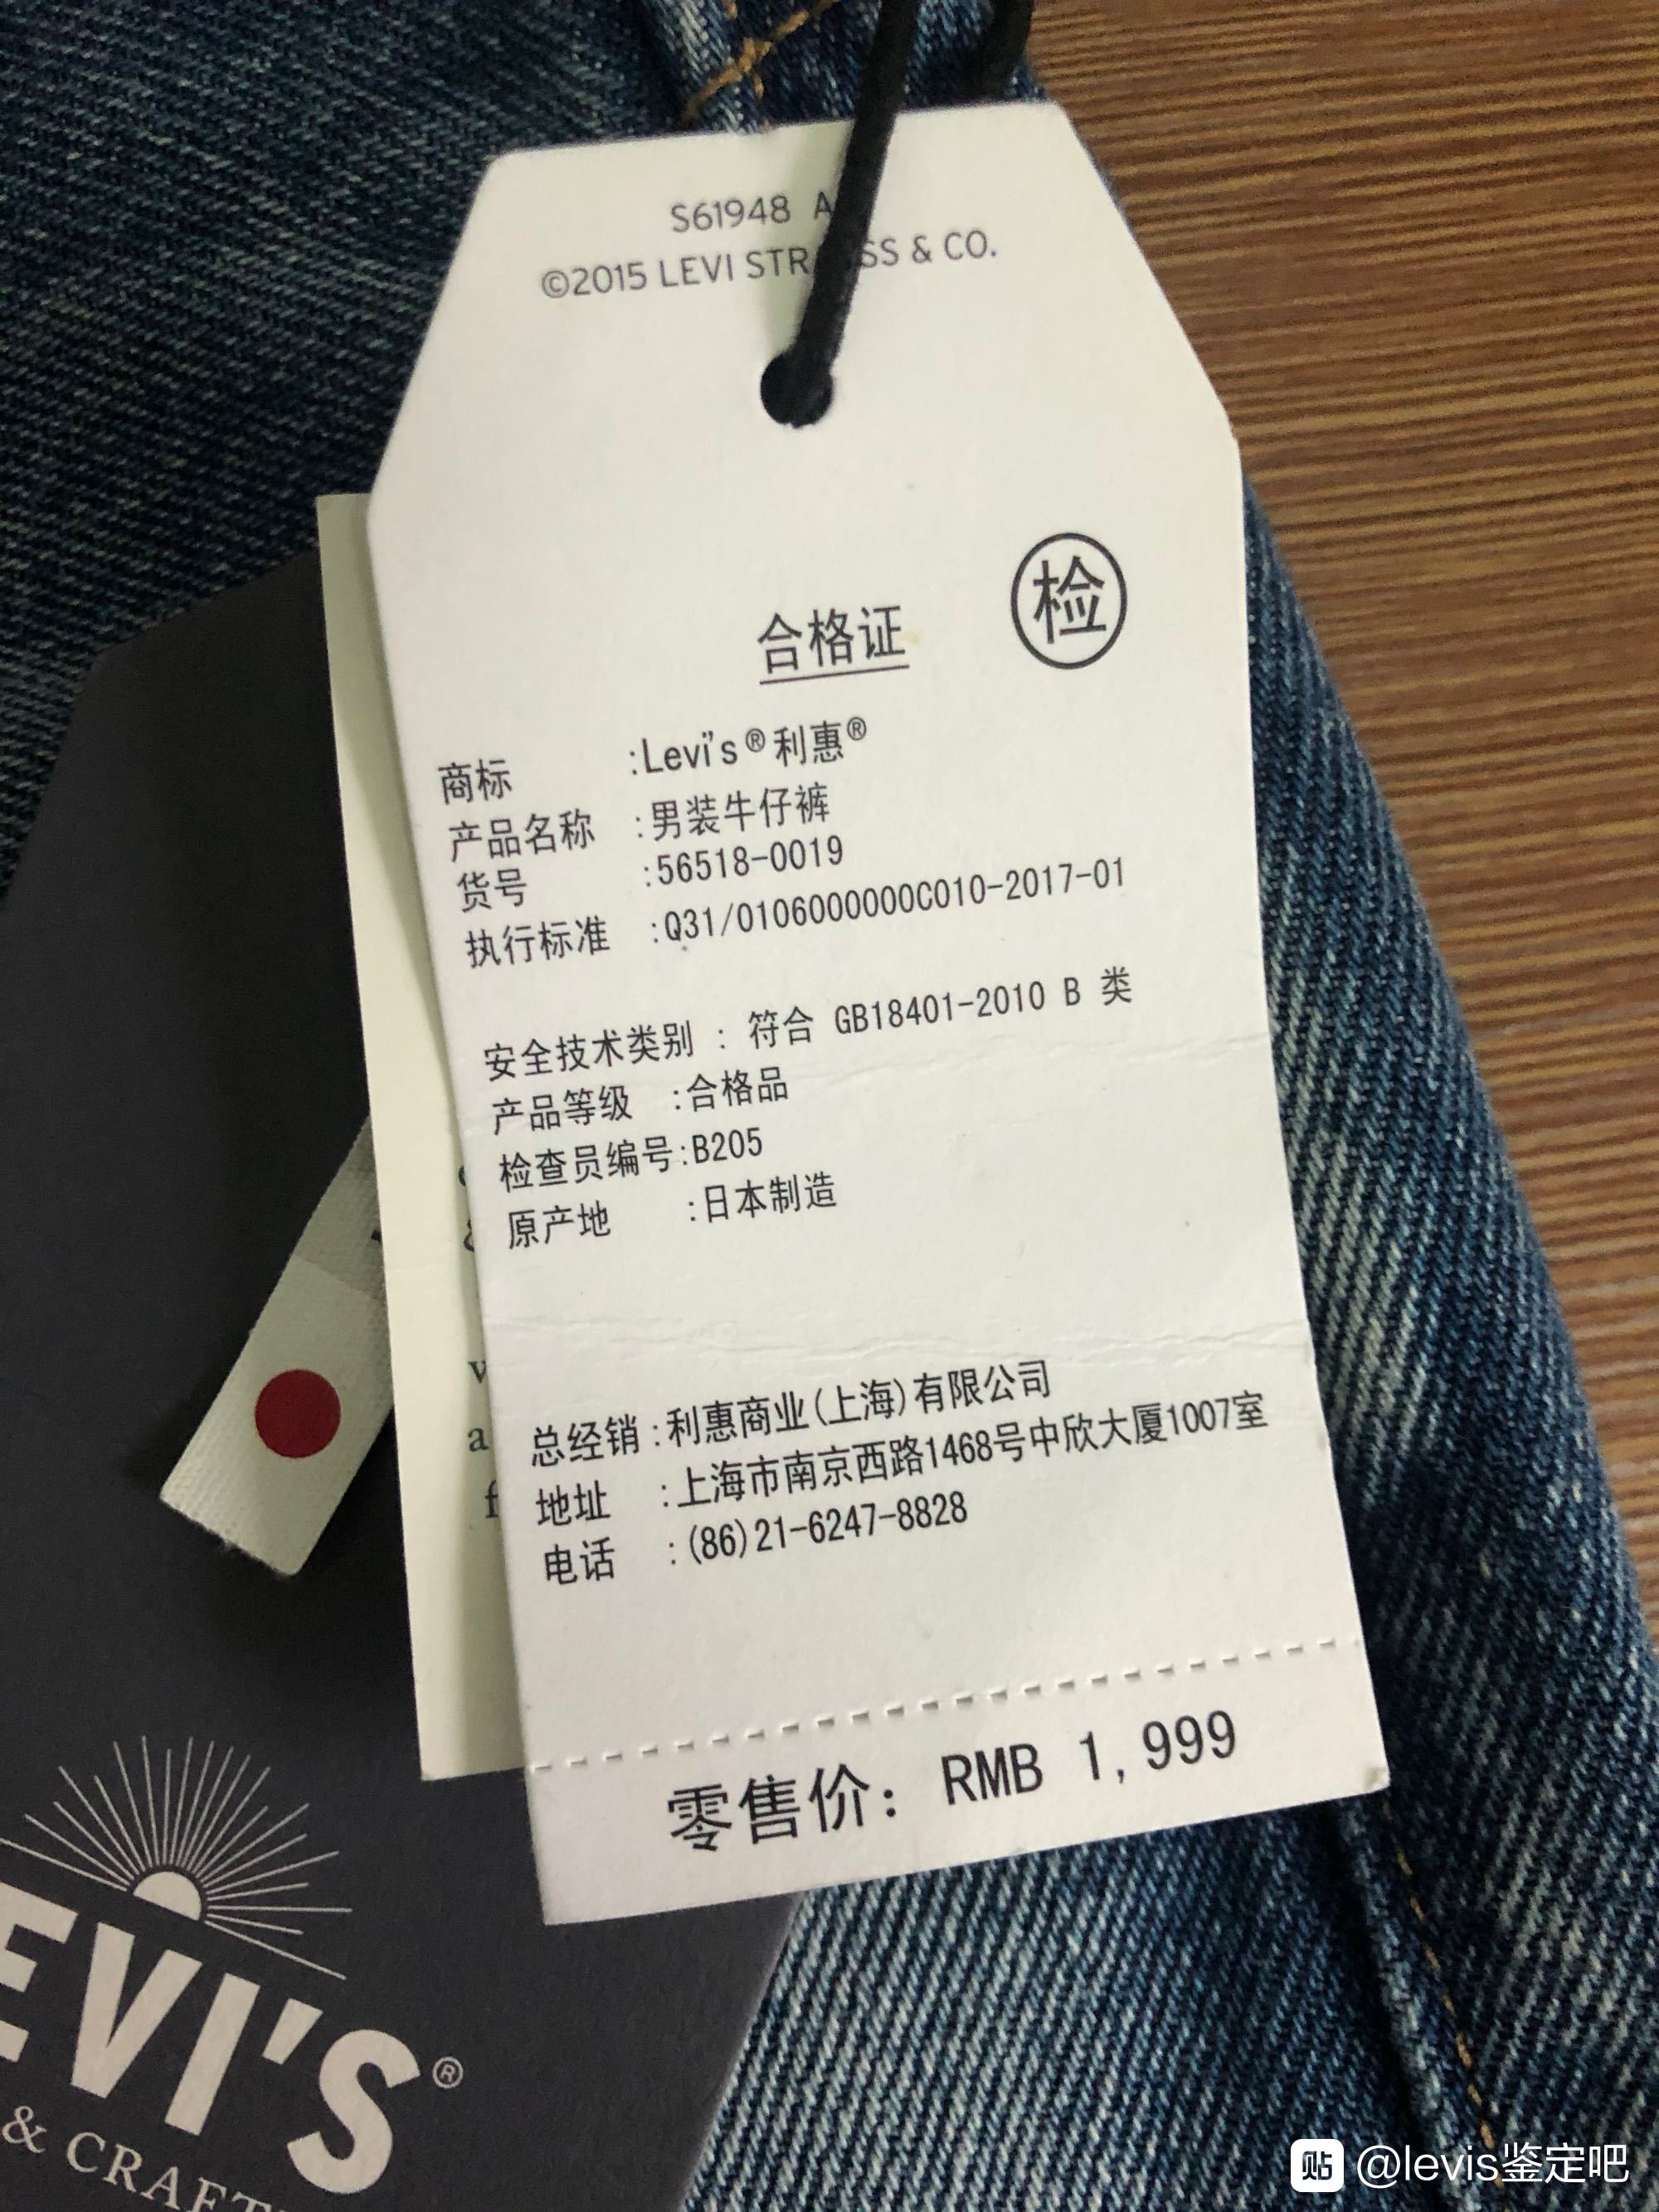 S61948
©2015 LEVI STRAUSS & CO.
检
合格证
商标 :Levi's®利惠®
产品名称 :男装牛仔裤
货号 :56518-0019
执行标准 :Q31/0106000000C010-2017-01
安全技术类别 : 符合 GB18401-2010 B 类
产品等级 :合格品
检查员编号:B205
原产地 :日本制造
总经销:利惠商业(上海)有限公司
地址 :上海市南京西路1468号中欣大厦1007室
电话 :(86)21-6247-8828
零售价: RMB 1,999
EVI'S®
& CRAFT
贴 @levis鉴定吧